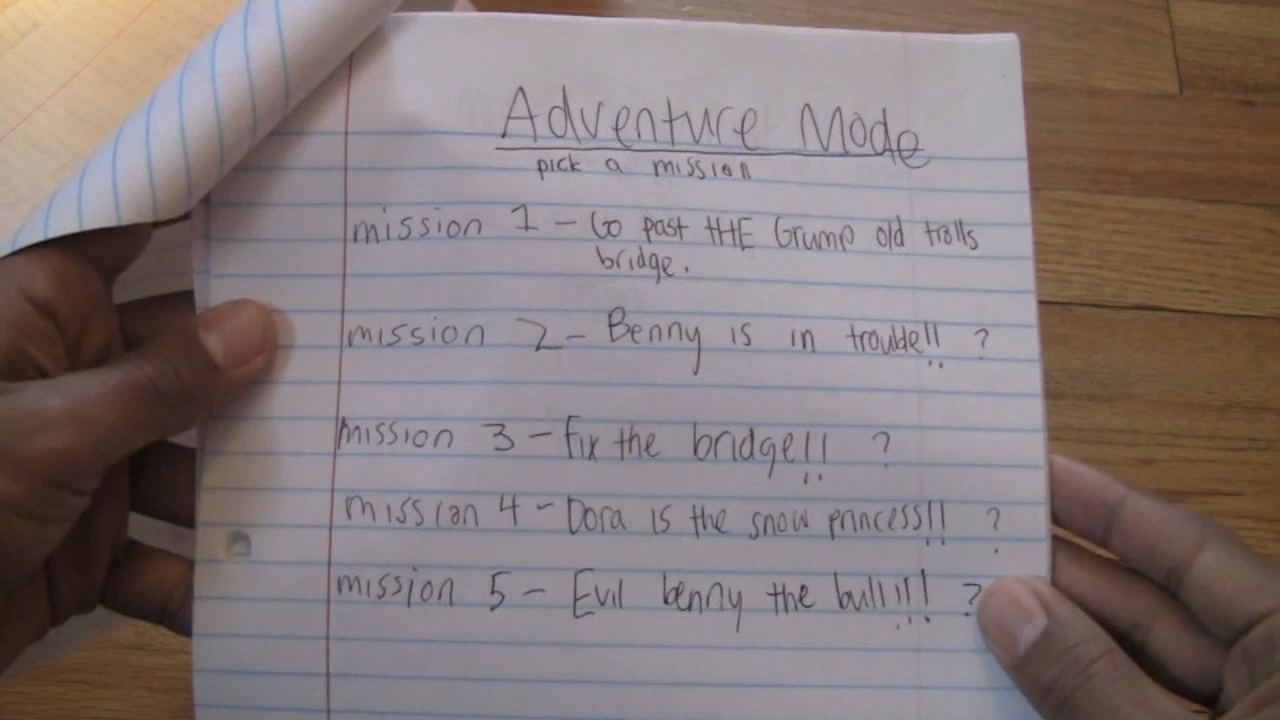 Adventure Mode
pick a mission
mission 1 - Go past tHE Grump old trolls
bridge.
mission 2 - Benny is in trouble!! ?
mission 3 - fix the bridge!! ?
mission 4 - Dora is the snow princess!! ?
mission 5 - Evil benny the bull!!! ?